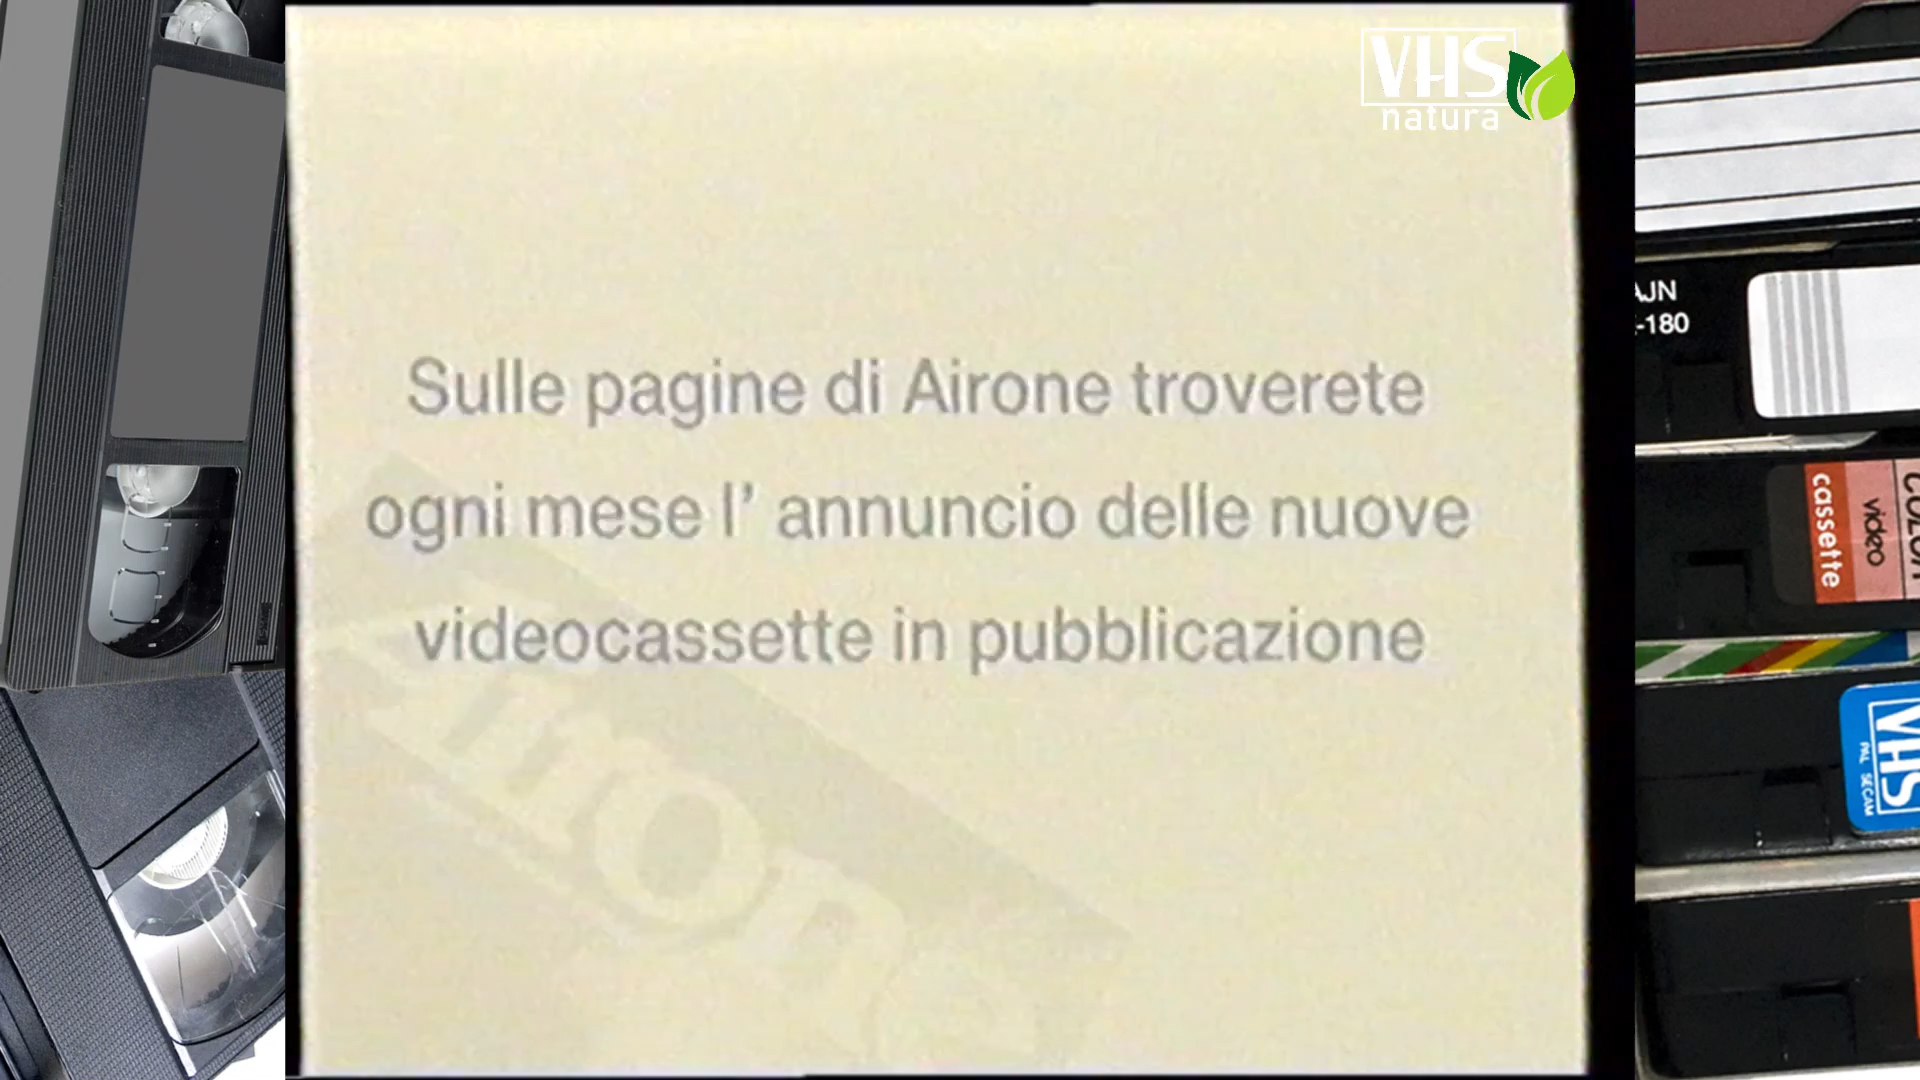 VHS
natura
Sulle pagine di Airone troverete
ogni mese l’ annuncio delle nuove
videocassette in pubblicazione
Airone
-180
cassette
video
VHS
PAL SECAM